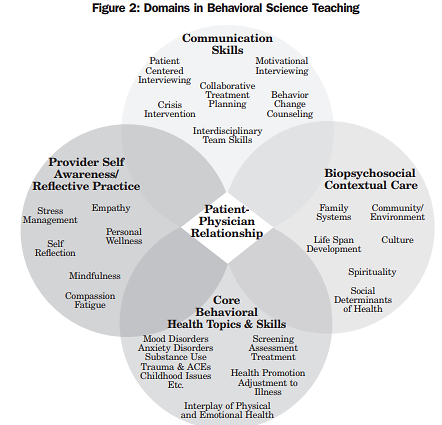 Figure 2: Domains in Behavioral Science Teaching
Communication
Skills
Patient
Centered
Interviewing
Motivational
Interviewing
Collaborative
Treatment
Planning
Crisis
Intervention
Behavior
Change
Counseling
Interdisciplinary
Team Skills
Provider Self
Awareness/
Reflective Practice
Stress
Management
Empathy
Self
Reflection
Personal
Wellness
Mindfulness
Compassion
Fatigue
Patient-
Physician
Relationship
Biopsychosocial
Contextual Care
Family
Systems
Community/
Environment
Life Span
Development
Culture
Spirituality
Social
Determinants
of Health
Core
Behavioral
Health Topics & Skills
Mood Disorders
Anxiety Disorders
Substance Use
Trauma & ACEs
Childhood Issues
Etc.
Screening
Assessment
Treatment
Health Promotion
Adjustment to
Illness
Interplay of Physical
and Emotional Health